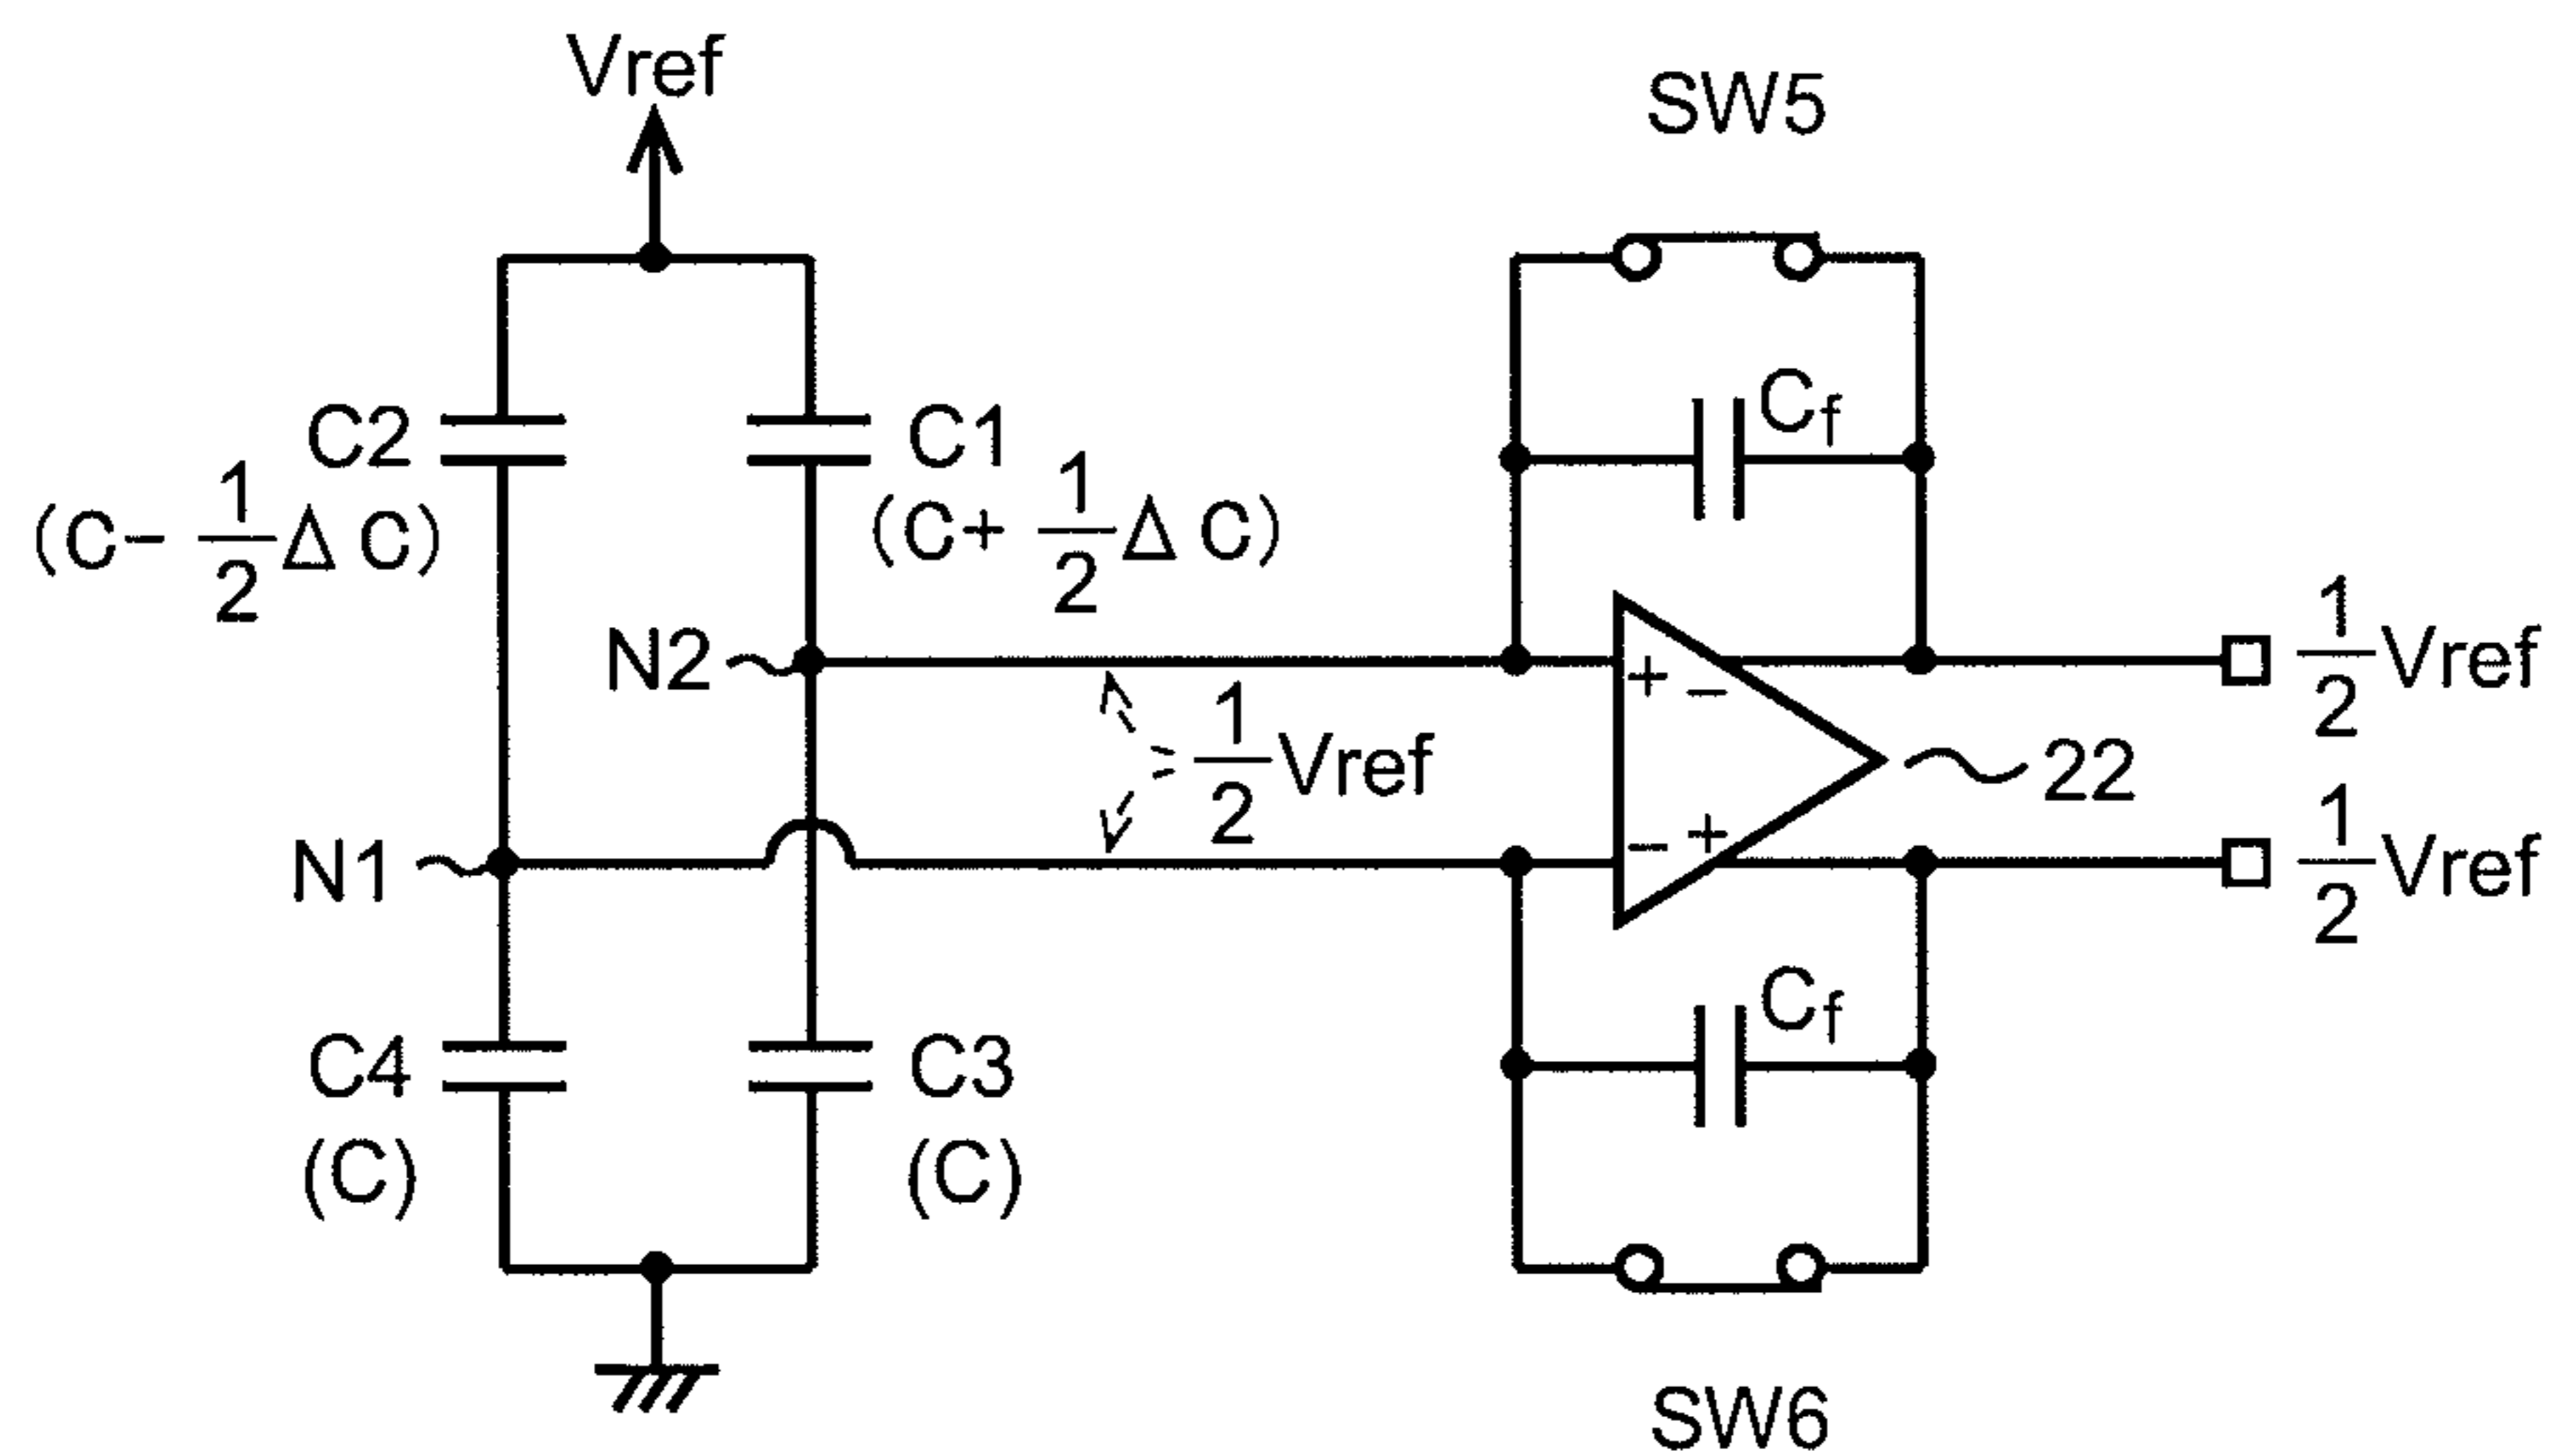 Vref
SW5
C2
(C- 1/2 Δ C)
C1
(C+ 1/2 Δ C)
Cf
N2
+ -
1/2 Vref
1/2 Vref
22
N1
- +
1/2 Vref
C4
(C)
C3
(C)
Cf
SW6